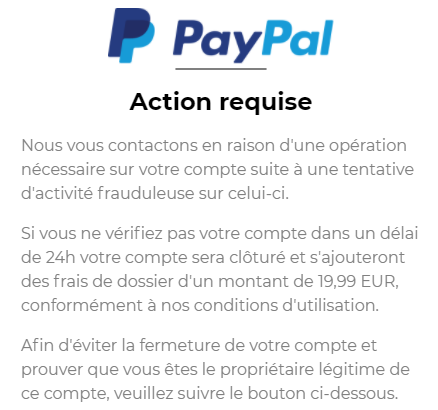 PayPal
Action requise
Nous vous contactons en raison d'une opération
nécessaire sur votre compte suite à une tentative
d'activité frauduleuse sur celui-ci.
Si vous ne vérifiez pas votre compte dans un délai
de 24h votre compte sera clôturé et s'ajouteront
des frais de dossier d'un montant de 19,99 EUR,
conformément à nos conditions d'utilisation.
Afin d'éviter la fermeture de votre compte et
prouver que vous êtes le propriétaire légitime de
ce compte, veuillez suivre le bouton ci-dessous.